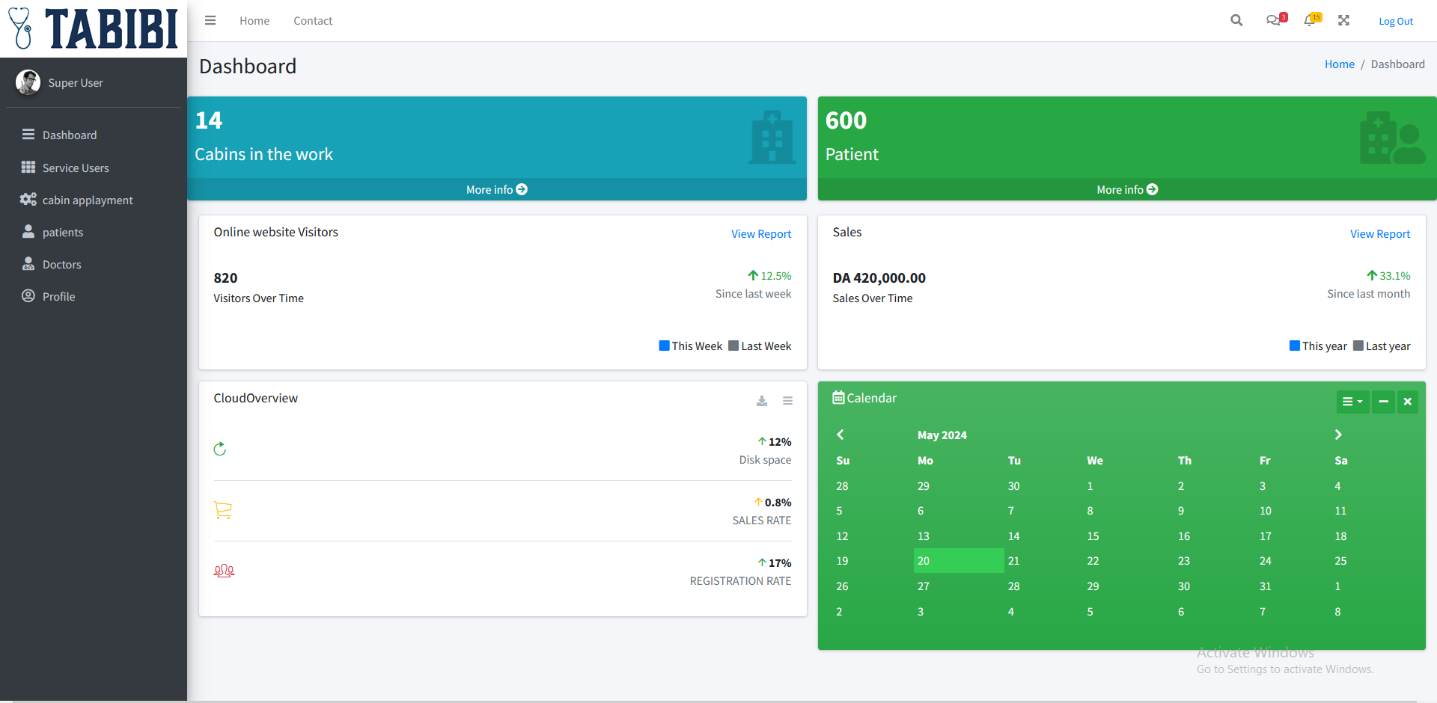 TABIBI
Home Contact
3 15 Log Out
Super User
Dashboard
Service Users
cabin applayment
patients
Doctors
Profile
Dashboard
Home / Dashboard
14
Cabins in the work
More info
600
Patient
More info
Online website Visitors
View Report
820
12.5%
Visitors Over Time
Since last week
This Week Last Week
Sales
View Report
DA 420,000.00
33.1%
Sales Over Time
Since last month
This year Last year
CloudOverview
12%
Disk space
0.8%
SALES RATE
17%
REGISTRATION RATE
Calendar
May 2024
Su Mo Tu We Th Fr Sa
28 29 30 1 2 3 4
5 6 7 8 9 10 11
12 13 14 15 16 17 18
19 20 21 22 23 24 25
26 27 28 29 30 31 1
2 3 4 5 6 7 8
Activate Windows
Go to Settings to activate Windows.